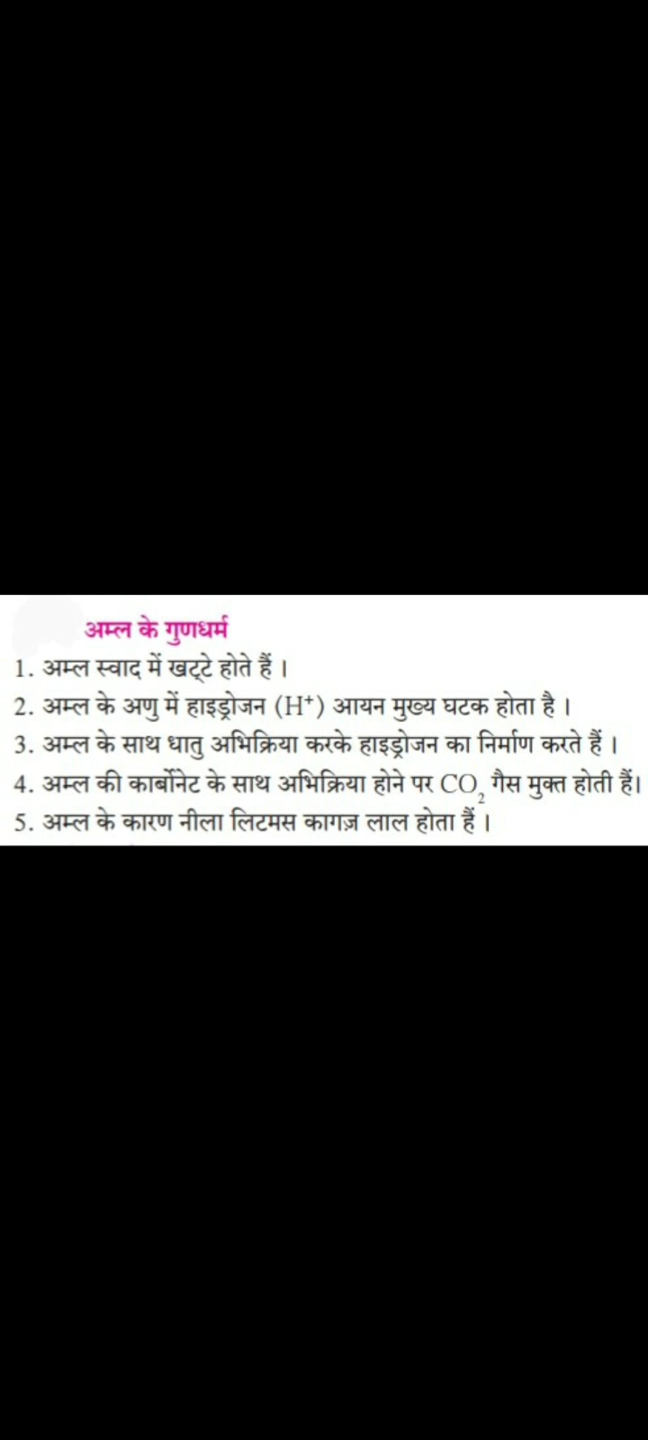 अम्ल के गुणधर्म
1. अम्ल स्वाद में खट्टे होते हैं ।
2. अम्ल के अणु में हाइड्रोजन (H⁺) आयन मुख्य घटक होता है ।
3. अम्ल के साथ धातु अभिक्रिया करके हाइड्रोजन का निर्माण करते हैं ।
4. अम्ल की कार्बोनेट के साथ अभिक्रिया होने पर CO₂ गैस मुक्त होती हैं।
5. अम्ल के कारण नीला लिटमस कागज़ लाल होता हैं ।